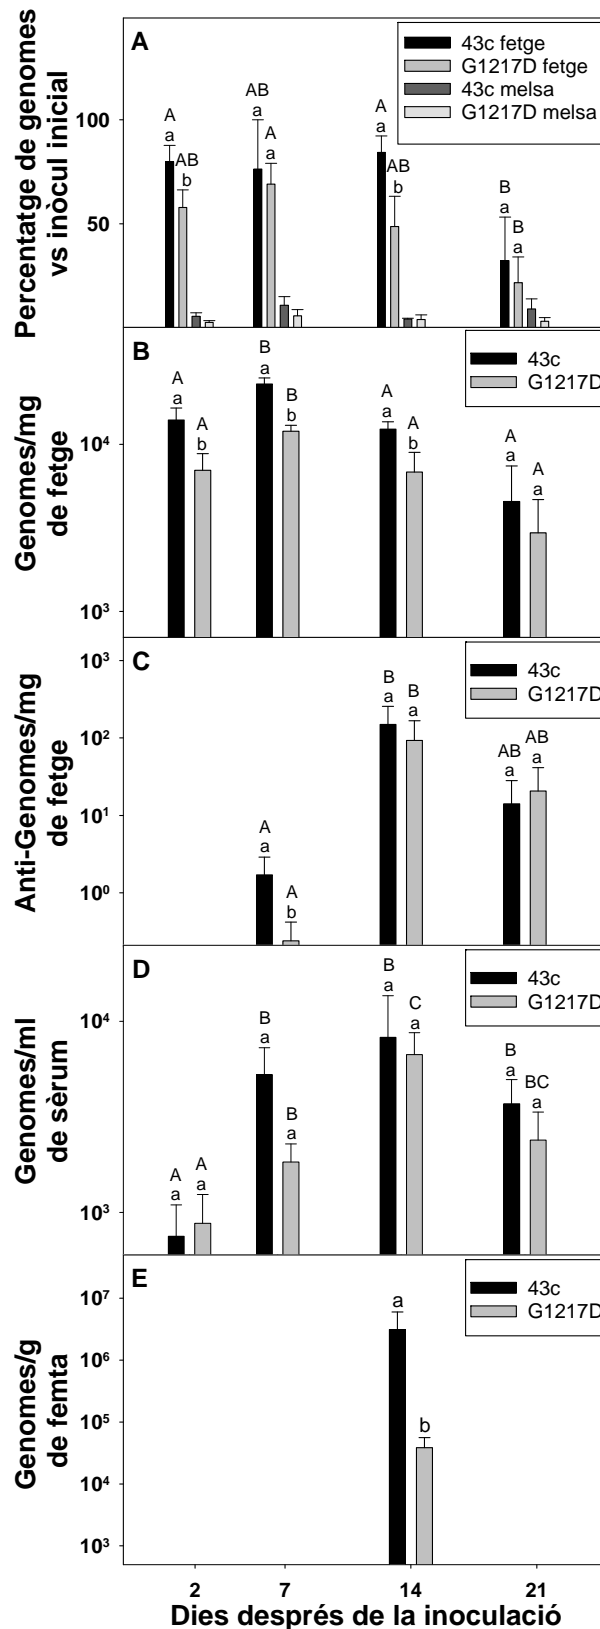 A
43c fetge
G1217D fetge
43c melsa
G1217D melsa
Percentatge de genomes
vs inòcul inicial
100
50
A
a
AB
b
AB
a
A
a
A
a
AB
b
B
a
B
a
B
43c
G1217D
Genomes/mg
de fetge
10⁴
10³
A
a
A
b
B
a
B
b
A
a
A
b
A
a
A
a
C
43c
G1217D
Anti-Genomes/mg
de fetge
10³
10²
10¹
10⁰
A
a
A
b
B
a
B
a
AB
a
AB
a
D
43c
G1217D
Genomes/ml
de sèrum
10⁴
10³
A
a
A
a
B
a
B
a
B
a
C
a
B
a
BC
a
E
43c
G1217D
Genomes/g
de femta
10⁷
10⁶
10⁵
10⁴
10³
a
b
2 7 14 21
Dies després de la inoculació